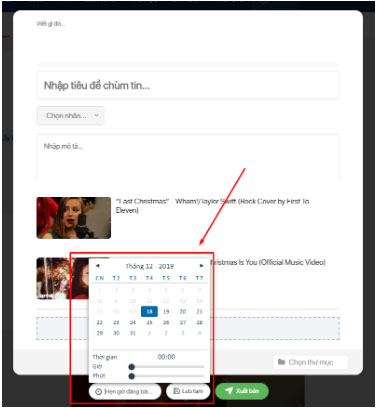 Viết gì đó...
Nhập tiêu đề chùm tin...
Chọn nhãn...
Nhập mô tả...
"Last Christmas" Wham!/Taylor Swift (Rock Cover by First To
Eleven)
hristmas Is You (Official Music Video)
Tháng 12 2019
CN T2 T3 T4 T5 T6 T7
1 2 3 4 5 6 7
8 9 10 11 12 13 14
15 16 17 18 19 20 21
22 23 24 25 26 27 28
29 30 31 1 2 3 4
Thời gian 00:00
Giờ
Phút
Chọn thư mục
Hẹn giờ đăng bài... Lưu tạm Xuất bản